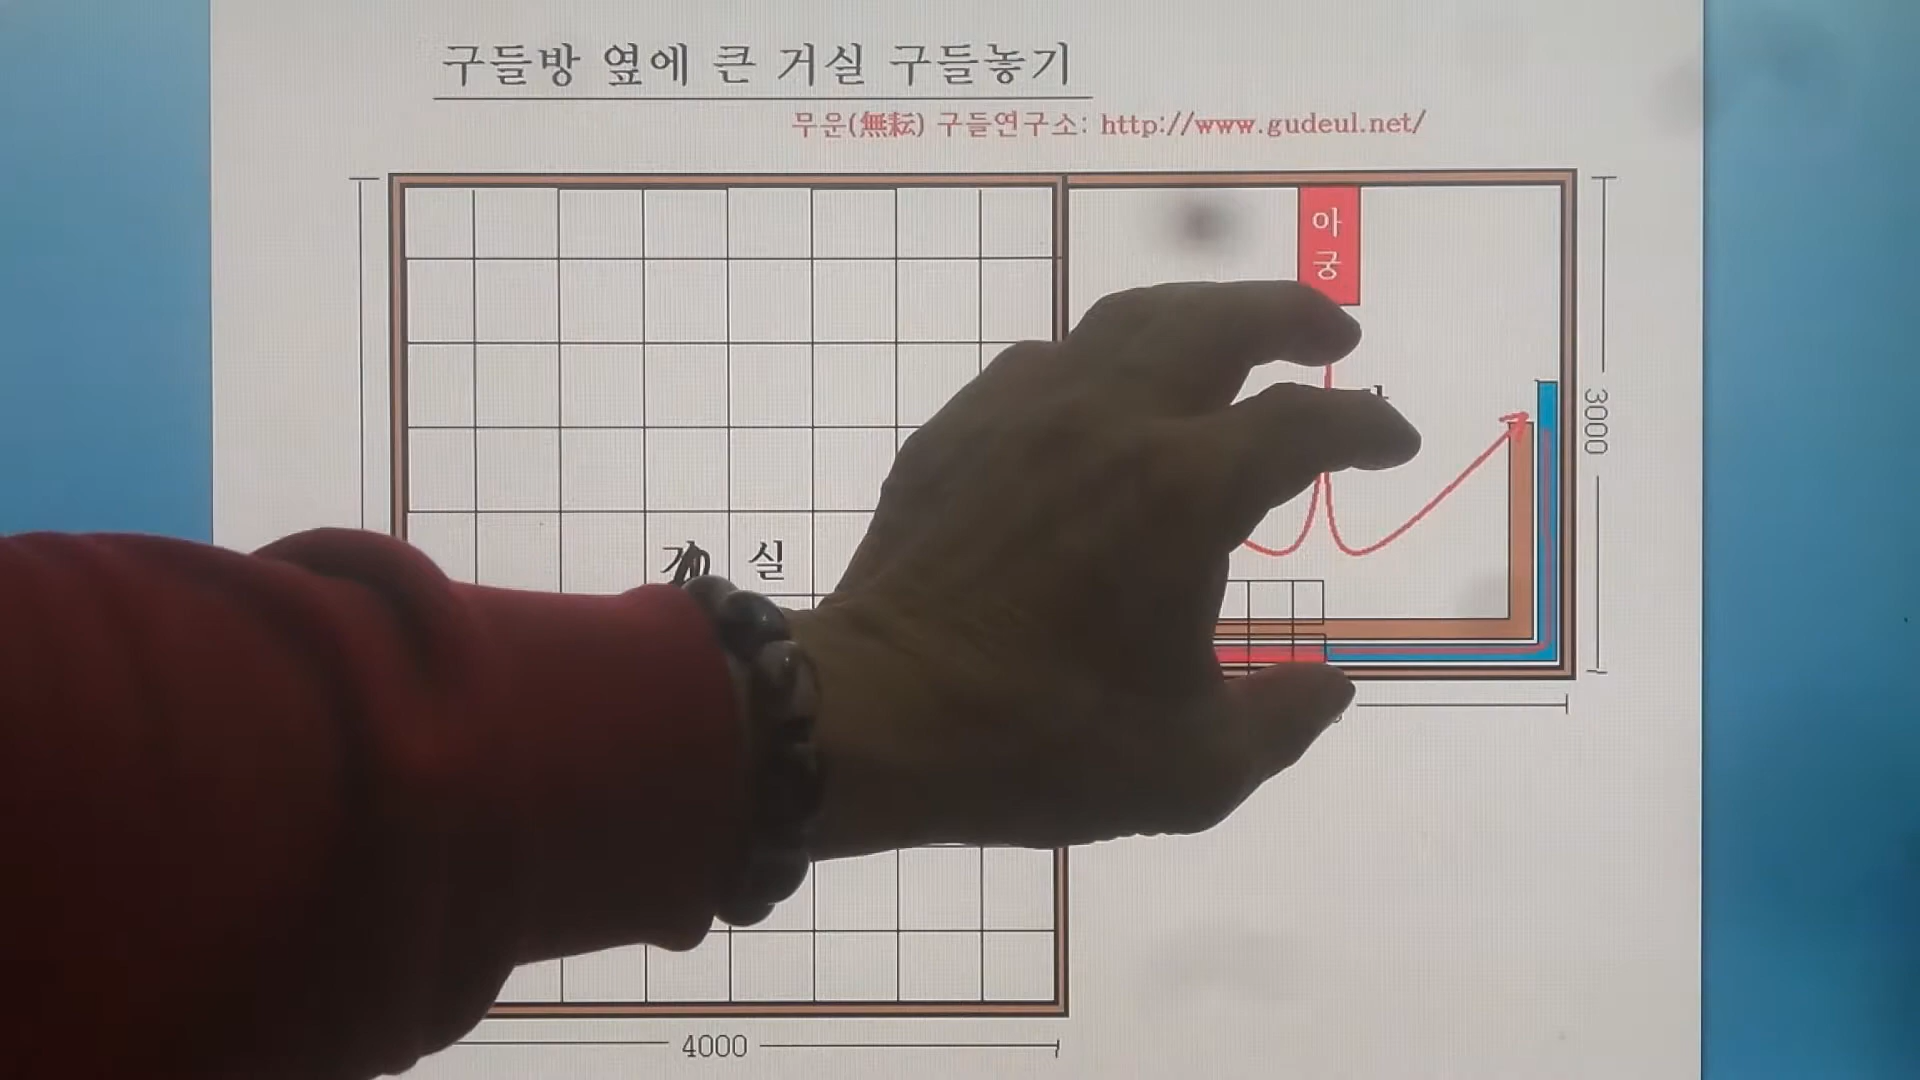 구들방 옆에 큰 거실 구들놓기
무운(無耘) 구들연구소: http://www.gudeul.net/
아
궁
3000
실
4000